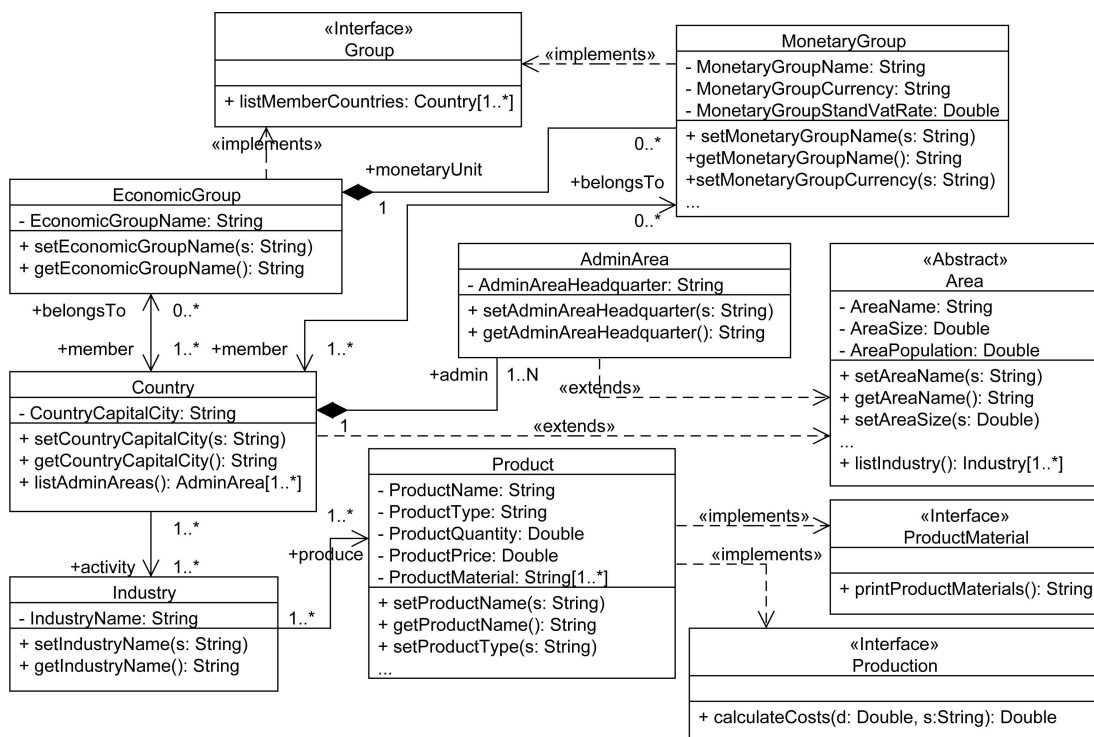 «Interface»
Group
+ listMemberCountries: Country[1..*]
«implements»
MonetaryGroup
- MonetaryGroupName: String
- MonetaryGroupCurrency: String
- MonetaryGroupStandVatRate: Double
+ setMonetaryGroupName(s: String)
+getMonetaryGroupName(): String
+setMonetaryGroupCurrency(s: String)
...
«implements»
EconomicGroup
- EconomicGroupName: String
+ setEconomicGroupName(s: String)
+ getEconomicGroupName(): String
+monetaryUnit
1
0..*
+belongsTo
0..*
AdminArea
- AdminAreaHeadquarter: String
+ setAdminAreaHeadquarter(s: String)
+ getAdminAreaHeadquarter(): String
«Abstract»
Area
- AreaName: String
- AreaSize: Double
- AreaPopulation: Double
+ setAreaName(s: String)
+ getAreaName(): String
+ setAreaSize(s: Double)
...
+ listIndustry(): Industry[1..*]
+belongsTo
0..*
+member
1..*
+member
1..*
+admin
1..N
«extends»
Country
- CountryCapitalCity: String
+ setCountryCapitalCity(s: String)
+ getCountryCapitalCity(): String
+ listAdminAreas(): AdminArea[1..*]
1
«extends»
Product
- ProductName: String
- ProductType: String
- ProductQuantity: Double
- ProductPrice: Double
- ProductMaterial: String[1..*]
+ setProductName(s: String)
+ getProductName(): String
+ setProductType(s: String)
...
«implements»
«implements»
«Interface»
ProductMaterial
+ printProductMaterials(): String
1..*
+activity
1..*
1..*
+produce
1..*
Industry
- IndustryName: String
+ setIndustryName(s: String)
+ getIndustryName(): String
«Interface»
Production
+ calculateCosts(d: Double, s:String): Double